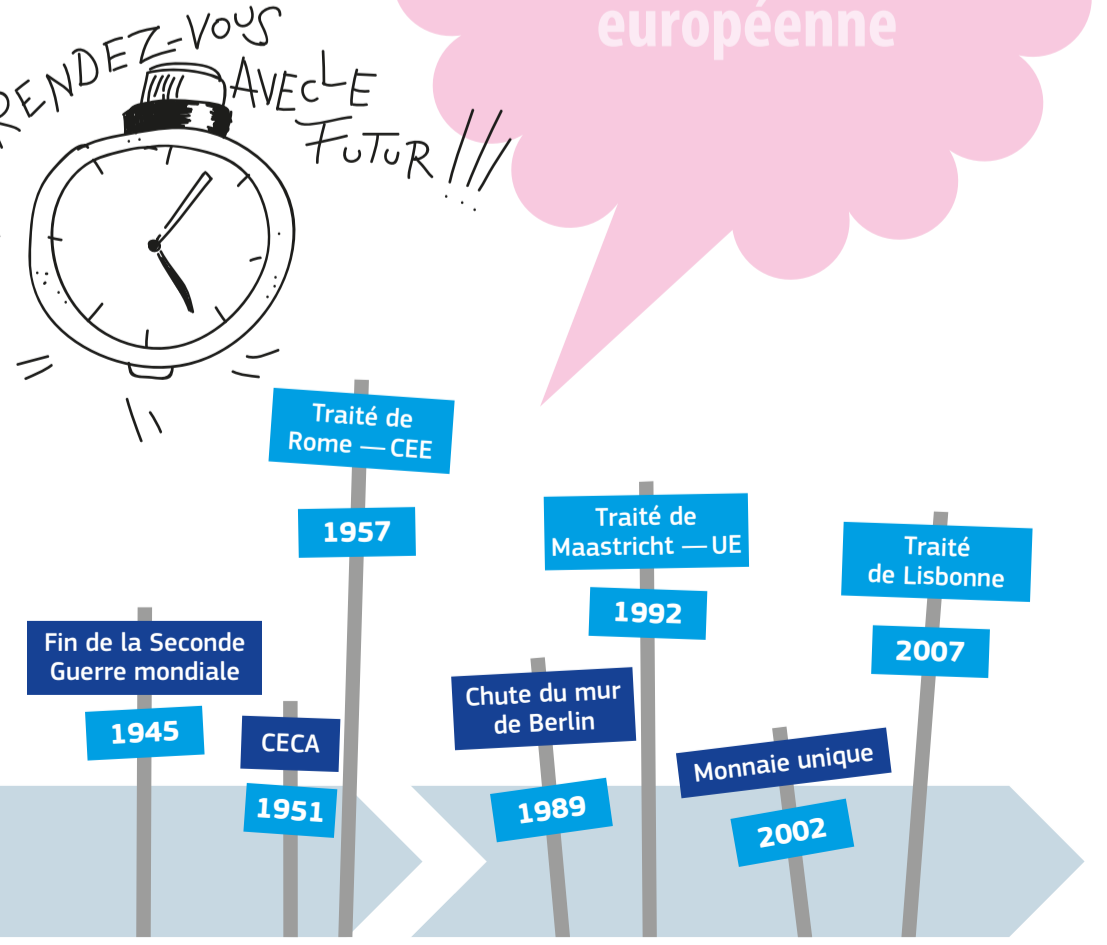 RENDEZ-VOUS
AVEC LE
FUTUR !!!
européenne
Traité de
Rome — CEE
1957
Fin de la Seconde
Guerre mondiale
1945
CECA
1951
Chute du mur
de Berlin
1989
Traité de
Maastricht — UE
1992
Monnaie unique
2002
Traité
de Lisbonne
2007